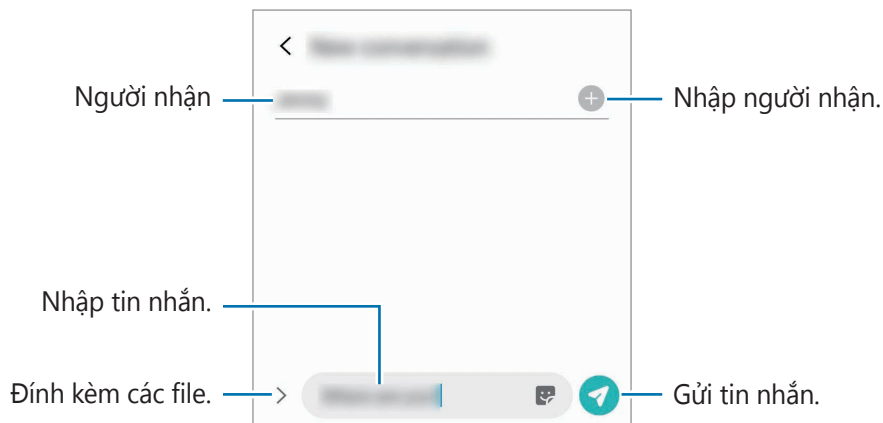 Người nhận
Nhập người nhận.
Nhập tin nhắn.
Đính kèm các file.
Gửi tin nhắn.